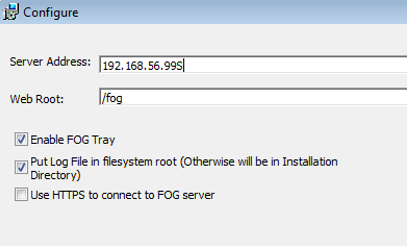 Configure
Server Address: 192.168.56.99S
Web Root: /fog
Enable FOG Tray
Put Log File in filesystem root (Otherwise will be in Installation
Directory)
Use HTTPS to connect to FOG server